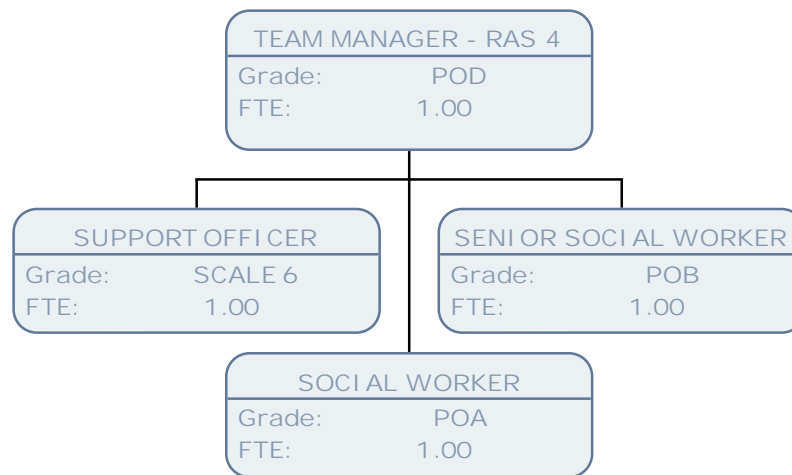 TEAM MANAGER - RAS 4
Grade: POD
FTE: 1.00
SUPPORT OFFICER
Grade: SCALE 6
FTE: 1.00
SENIOR SOCIAL WORKER
Grade: POB
FTE: 1.00
SOCIAL WORKER
Grade: POA
FTE: 1.00